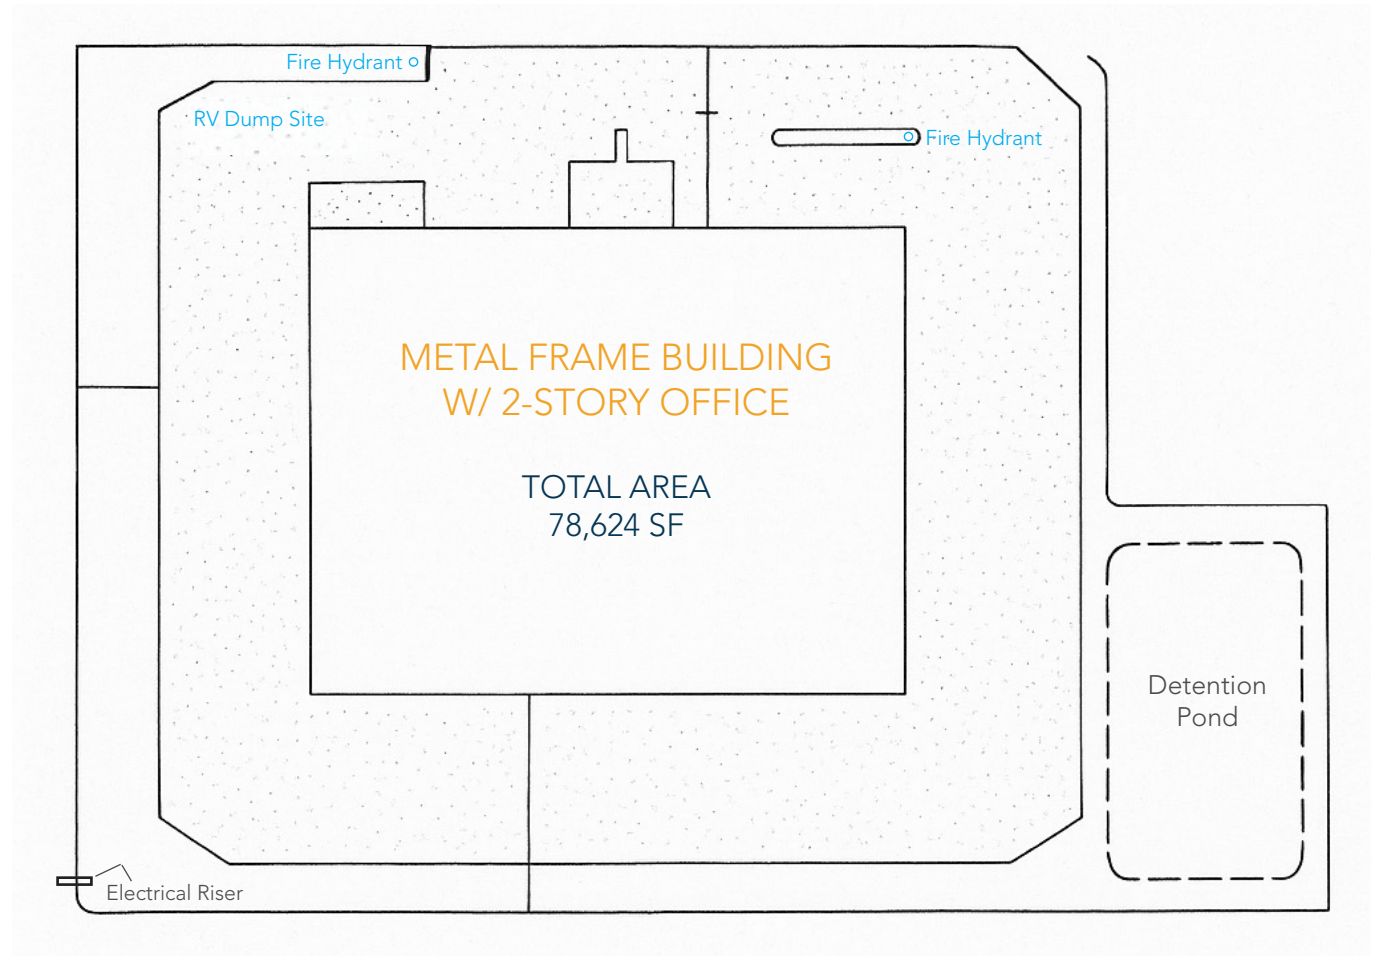 Fire Hydrant
RV Dump Site
Fire Hydrant
METAL FRAME BUILDING
W/ 2-STORY OFFICE
TOTAL AREA
78,624 SF
Detention
Pond
Electrical Riser